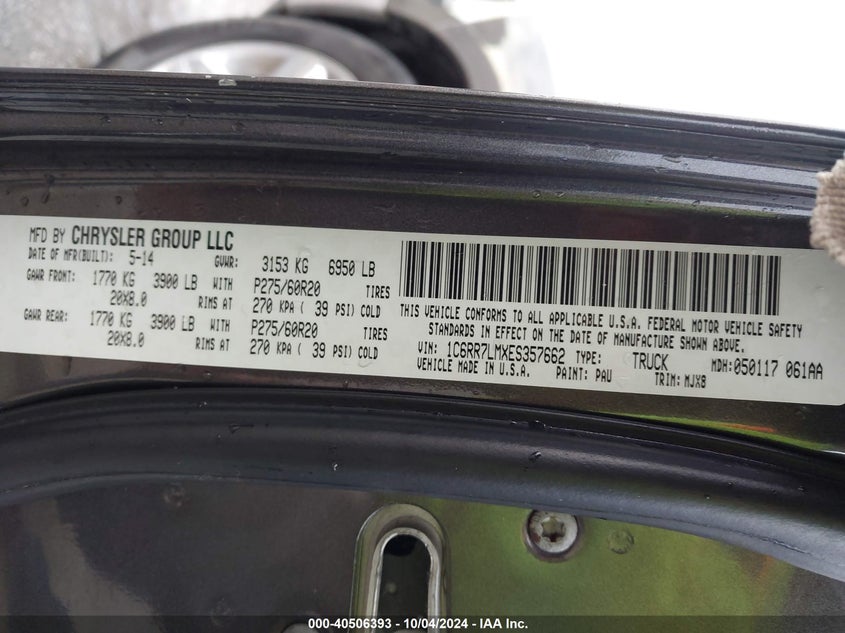 MFD BY CHRYSLER GROUP LLC
DATE OF MFR(BUILT): 5-14 GVWR: 3153 KG 6950 LB
GAWR FRONT: 1770 KG 3900 LB WITH P275/60R20 TIRES
20X8.0 RIMS AT 270 KPA ( 39 PSI) COLD
GAWR REAR: 1770 KG 3900 LB WITH P275/60R20 TIRES
20X8.0 RIMS AT 270 KPA ( 39 PSI) COLD
THIS VEHICLE CONFORMS TO ALL APPLICABLE U.S.A. FEDERAL MOTOR VEHICLE SAFETY
STANDARDS IN EFFECT ON THE DATE OF MANUFACTURE SHOWN ABOVE.
VIN: 1C6RR7LMXES357662 TYPE: TRUCK MDH:050117 061AA
VEHICLE MADE IN U.S.A. PAINT: PAU TRIM: MJX8
000-40506393 - 10/04/2024 - IAA Inc.